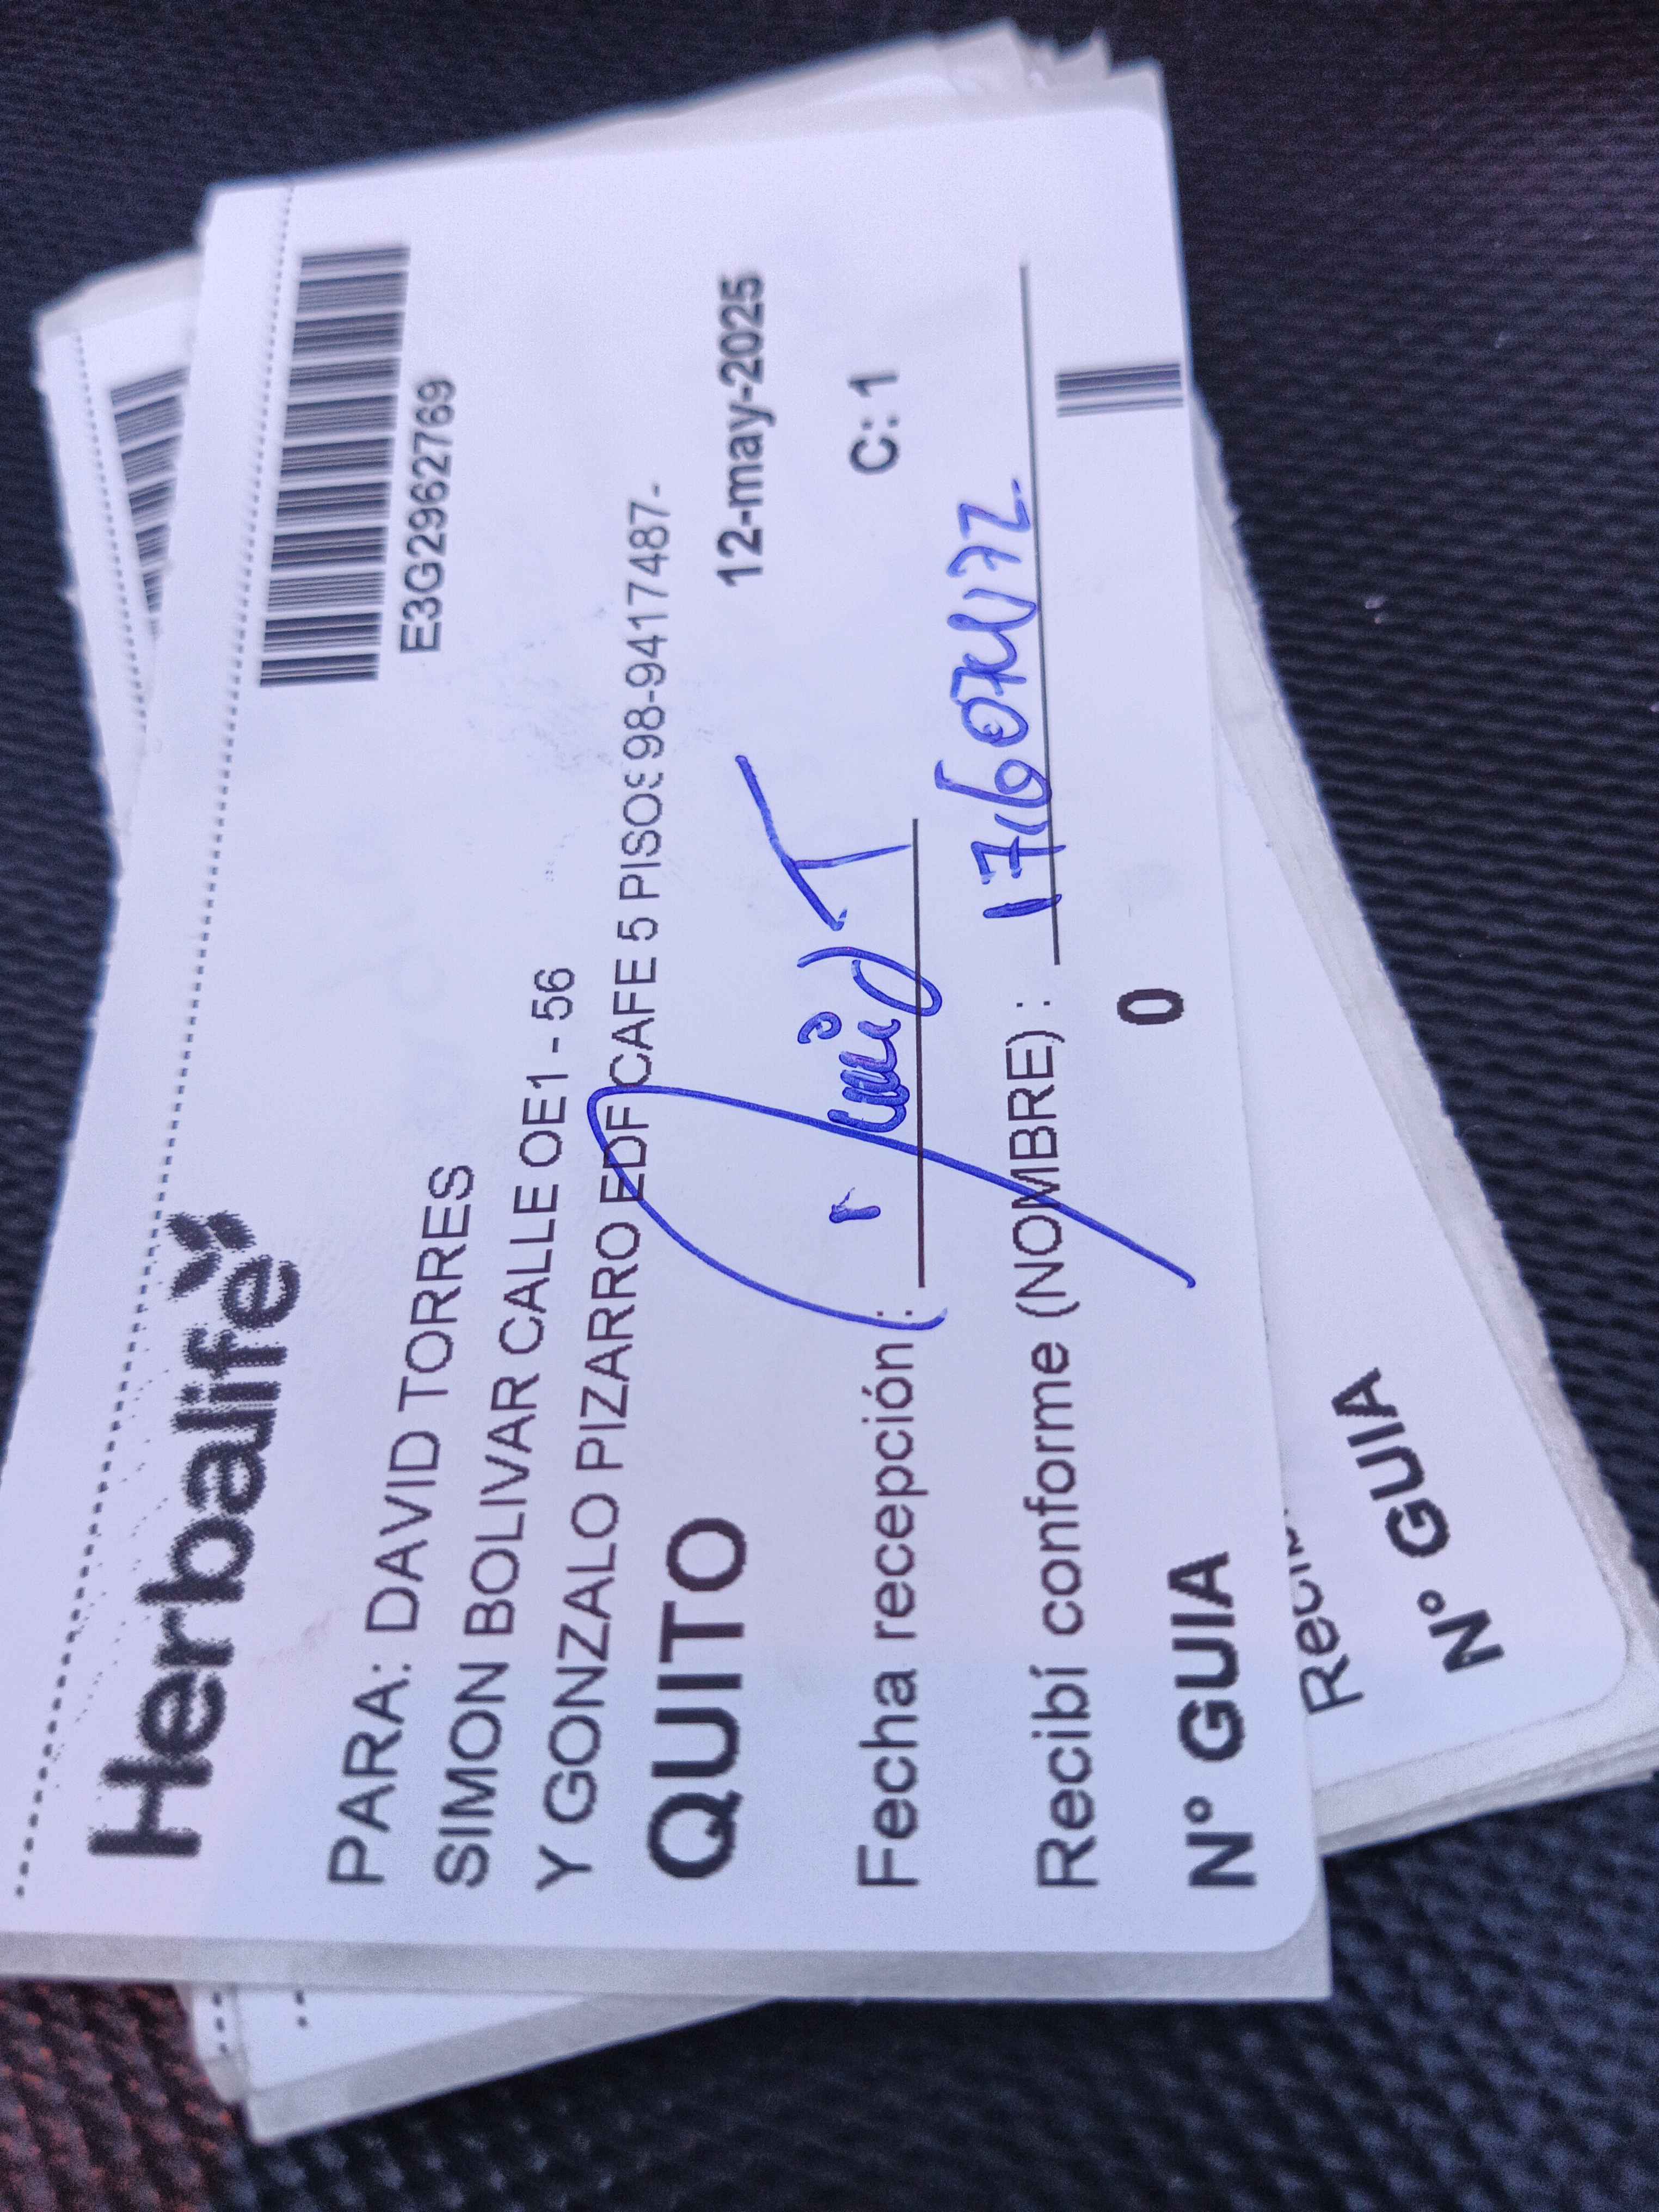 Herbalife
E3G2962769
PARA: DAVID TORRES
SIMON BOLIVAR CALLE OE1 - 56
Y GONZALO PIZARRO EDF CAFE 5 PISOS 98-9417487-
QUITO 12-may-2025
Fecha recepción : C: 1
Recibí conforme (NOMBRE) :
N° GUIA 0
N° GUIA